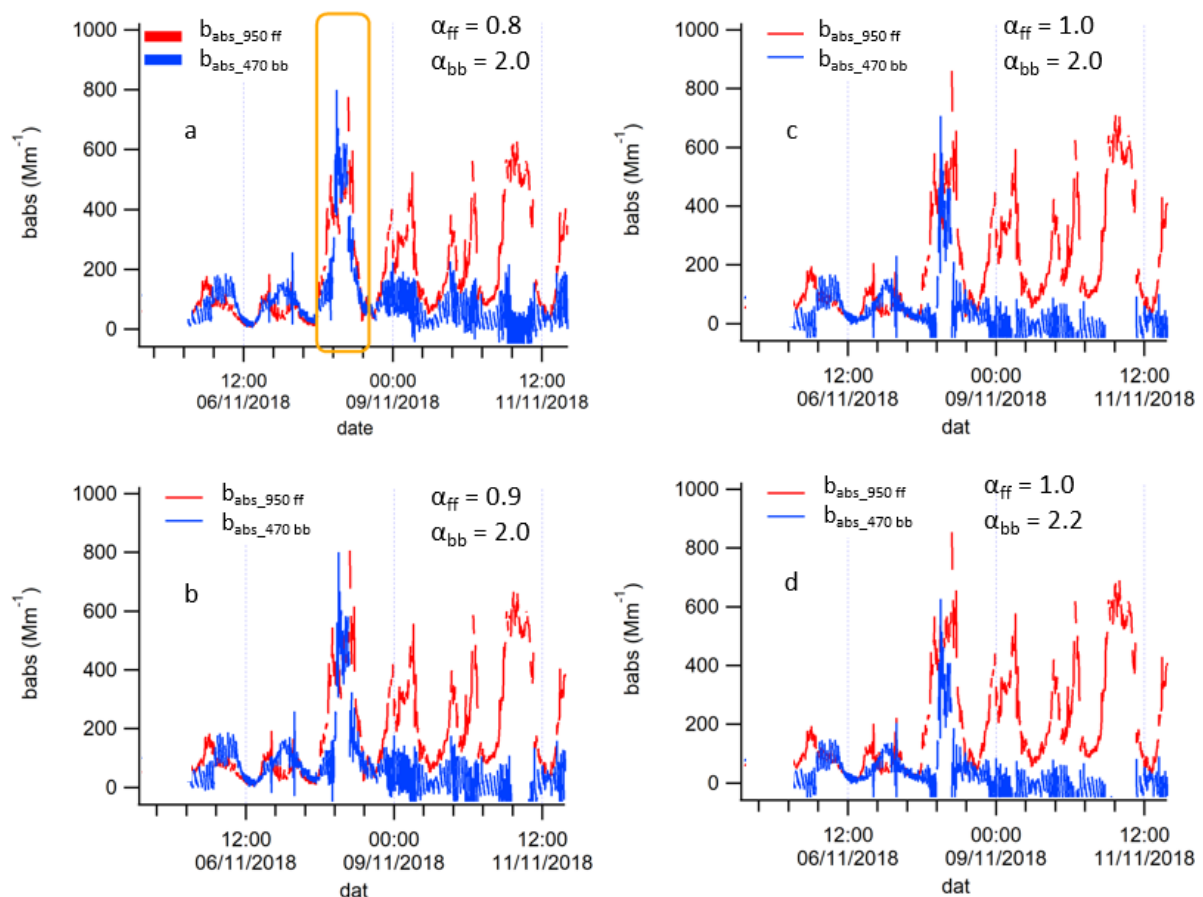 1000
800
600
400
200
0
babs (Mm⁻¹)
b abs_950 ff
b abs_470 bb
α ff = 0.8
α bb = 2.0
a
12:00
06/11/2018
00:00
09/11/2018
12:00
11/11/2018
date
1000
800
600
400
200
0
babs (Mm⁻¹)
b abs_950 ff
b abs_470 bb
α ff = 1.0
α bb = 2.0
c
12:00
06/11/2018
00:00
09/11/2018
12:00
11/11/2018
dat
1000
800
600
400
200
0
babs (Mm⁻¹)
b abs_950 ff
b abs_470 bb
α ff = 0.9
α bb = 2.0
b
12:00
06/11/2018
00:00
09/11/2018
12:00
11/11/2018
dat
1000
800
600
400
200
0
babs (Mm⁻¹)
b abs_950 ff
b abs_470 bb
α ff = 1.0
α bb = 2.2
d
12:00
06/11/2018
00:00
09/11/2018
12:00
11/11/2018
dat